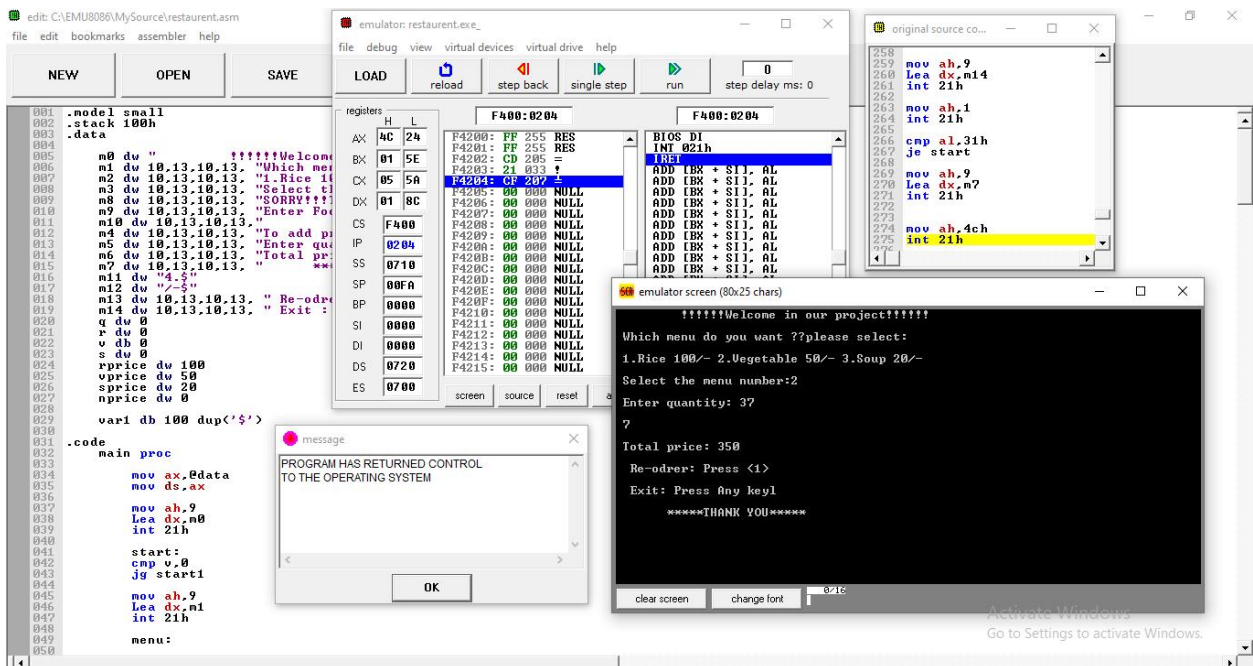 edit: C:\EMU8086\MySource\restaurent.asm
file edit bookmarks assembler help
NEW OPEN SAVE
001 .model small
002 .stack 100h
003 .data
004
005 m0 dw " !!!!!!Welcome
006 m1 dw 10,13,10,13, "Which men
007 m2 dw 10,13,10,13, "1.Rice 10
008 m3 dw 10,13,10,13, "Select th
009 m8 dw 10,13,10,13, "SORRY!!!
010 m9 dw 10,13,10,13, "Enter Foo
011 m10 dw 10,13,10,13, "
012 m4 dw 10,13,10,13, "To add pr
013 m5 dw 10,13,10,13, "Enter qua
014 m6 dw 10,13,10,13, "Total pri
015 m7 dw 10,13,10,13, " **
016 m11 dw "4.$"
017 m12 dw "/-$"
018 m13 dw 10,13,10,13, " Re-odre
019 m14 dw 10,13,10,13, " Exit :
020 q dw 0
021 r dw 0
022 v db 0
023 s dw 0
024 rprice dw 100
025 vprice dw 50
026 sprice dw 20
027 nprice dw 0
028
029 var1 db 100 dup('$')
030
031 .code
032 main proc
033
034 mov ax,@data
035 mov ds,ax
036
037 mov ah,9
038 Lea dx,m0
039 int 21h
040
041 start:
042 cmp v,0
043 jg start1
044
045 mov ah,9
046 Lea dx,m1
047 int 21h
048
049 menu:
050
emulator: restaurent.exe_
file debug view virtual devices virtual drive help
LOAD reload step back single step run 0 step delay ms: 0
registers
H L
AX 4C 24
BX 01 5E
CX 05 5A
DX 01 8C
CS F400
IP 0204
SS 0710
SP 00FA
BP 0000
SI 0000
DI 0000
DS 0720
ES 0700
F400:0204 F400:0204
F4200: FF 255 RES
F4201: FF 255 RES
F4202: CD 205 =
F4203: 21 033 !
F4204: CF 207 ╧
F4205: 00 000 NULL
F4206: 00 000 NULL
F4207: 00 000 NULL
F4208: 00 000 NULL
F4209: 00 000 NULL
F420A: 00 000 NULL
F420B: 00 000 NULL
F420C: 00 000 NULL
F420D: 00 000 NULL
F420E: 00 000 NULL
F420F: 00 000 NULL
F4210: 00 000 NULL
F4211: 00 000 NULL
F4212: 00 000 NULL
F4213: 00 000 NULL
F4214: 00 000 NULL
F4215: 00 000 NULL
BIOS DI
INT 021h
IRET
ADD [BX + SI], AL
ADD [BX + SI], AL
ADD [BX + SI], AL
ADD [BX + SI], AL
ADD [BX + SI], AL
ADD [BX + SI], AL
ADD [BX + SI], AL
ADD [BX + SI], AL
ADD [BX + SI], AL
ADD [BX + SI], AL
screen source reset
original source co...
258
259 mov ah,9
260 Lea dx,m14
261 int 21h
262
263 mov ah,1
264 int 21h
265
266 cmp al,31h
267 je start
268
269 mov ah,9
270 Lea dx,m7
271 int 21h
272
273
274 mov ah,4ch
275 int 21h
276
message
PROGRAM HAS RETURNED CONTROL
TO THE OPERATING SYSTEM
OK
emulator screen (80x25 chars)
!!!!!!Welcome in our project!!!!!!
Which menu do you want ??please select:
1.Rice 100/- 2.Vegetable 50/- 3.Soup 20/-
Select the menu number:2
Enter quantity: 37
7
Total price: 350
Re-odrer: Press <1>
Exit: Press Any keyl
*****THANK YOU*****
clear screen change font 0/16
Activate Windows
Go to Settings to activate Windows.